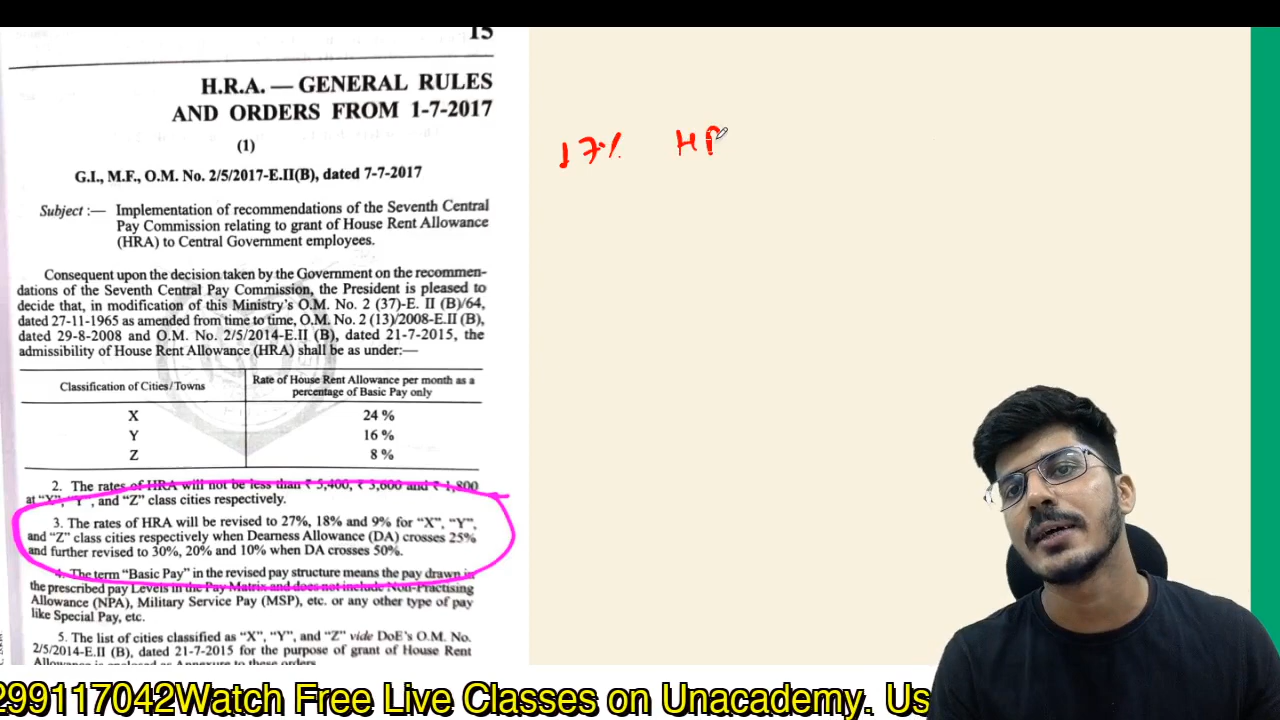 15
H.R.A. — GENERAL RULES
AND ORDERS FROM 1-7-2017
(1)
G.I., M.F., O.M. No. 2/5/2017-E.II(B), dated 7-7-2017
Subject :— Implementation of recommendations of the Seventh Central
Pay Commission relating to grant of House Rent Allowance
(HRA) to Central Government employees.
Consequent upon the decision taken by the Government on the recommen-
dations of the Seventh Central Pay Commission, the President is pleased to
decide that, in modification of this Ministry's O.M. No. 2 (37)-E. II (B)/64,
dated 27-11-1965 as amended from time to time, O.M. No. 2 (13)/2008-E.II (B),
dated 29-8-2008 and O.M. No. 2/5/2014-E.II (B), dated 21-7-2015, the
admissibility of House Rent Allowance (HRA) shall be as under:—
Classification of Cities/Towns
Rate of House Rent Allowance per month as a
percentage of Basic Pay only
X 24 %
Y 16 %
Z 8 %
2. The rates of HRA will not be less than ₹ 5,400, ₹ 3,600 and ₹ 1,800
at "X", "Y", and "Z" class cities respectively.
3. The rates of HRA will be revised to 27%, 18% and 9% for "X", "Y",
and "Z" class cities respectively when Dearness Allowance (DA) crosses 25%
and further revised to 30%, 20% and 10% when DA crosses 50%.
4. The term "Basic Pay" in the revised pay structure means the pay drawn in
the prescribed pay Levels in the Pay Matrix and does not include Non-Practising
Allowance (NPA), Military Service Pay (MSP), etc. or any other type of pay
like Special Pay, etc.
5. The list of cities classified as "X", "Y", and "Z" vide DoE's O.M. No.
2/5/2014-E.II (B), dated 21-7-2015 for the purpose of grant of House Rent
Allowance is enclosed as Annexure to these orders.
17% HR
299117042Watch Free Live Classes on Unacademy. Us